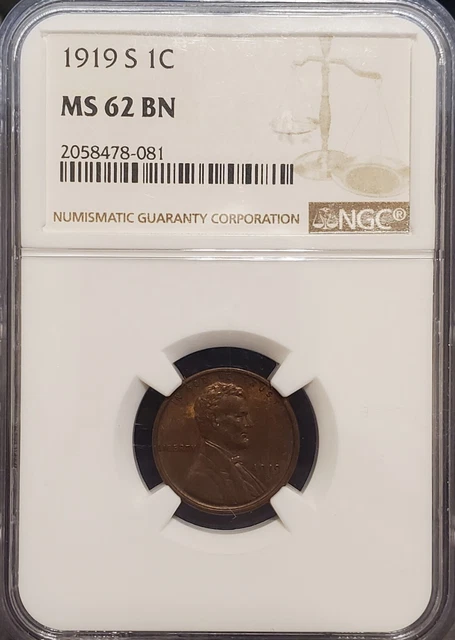 1919 S 1C
MS 62 BN
2058478-081
NUMISMATIC GUARANTY CORPORATION NGC®